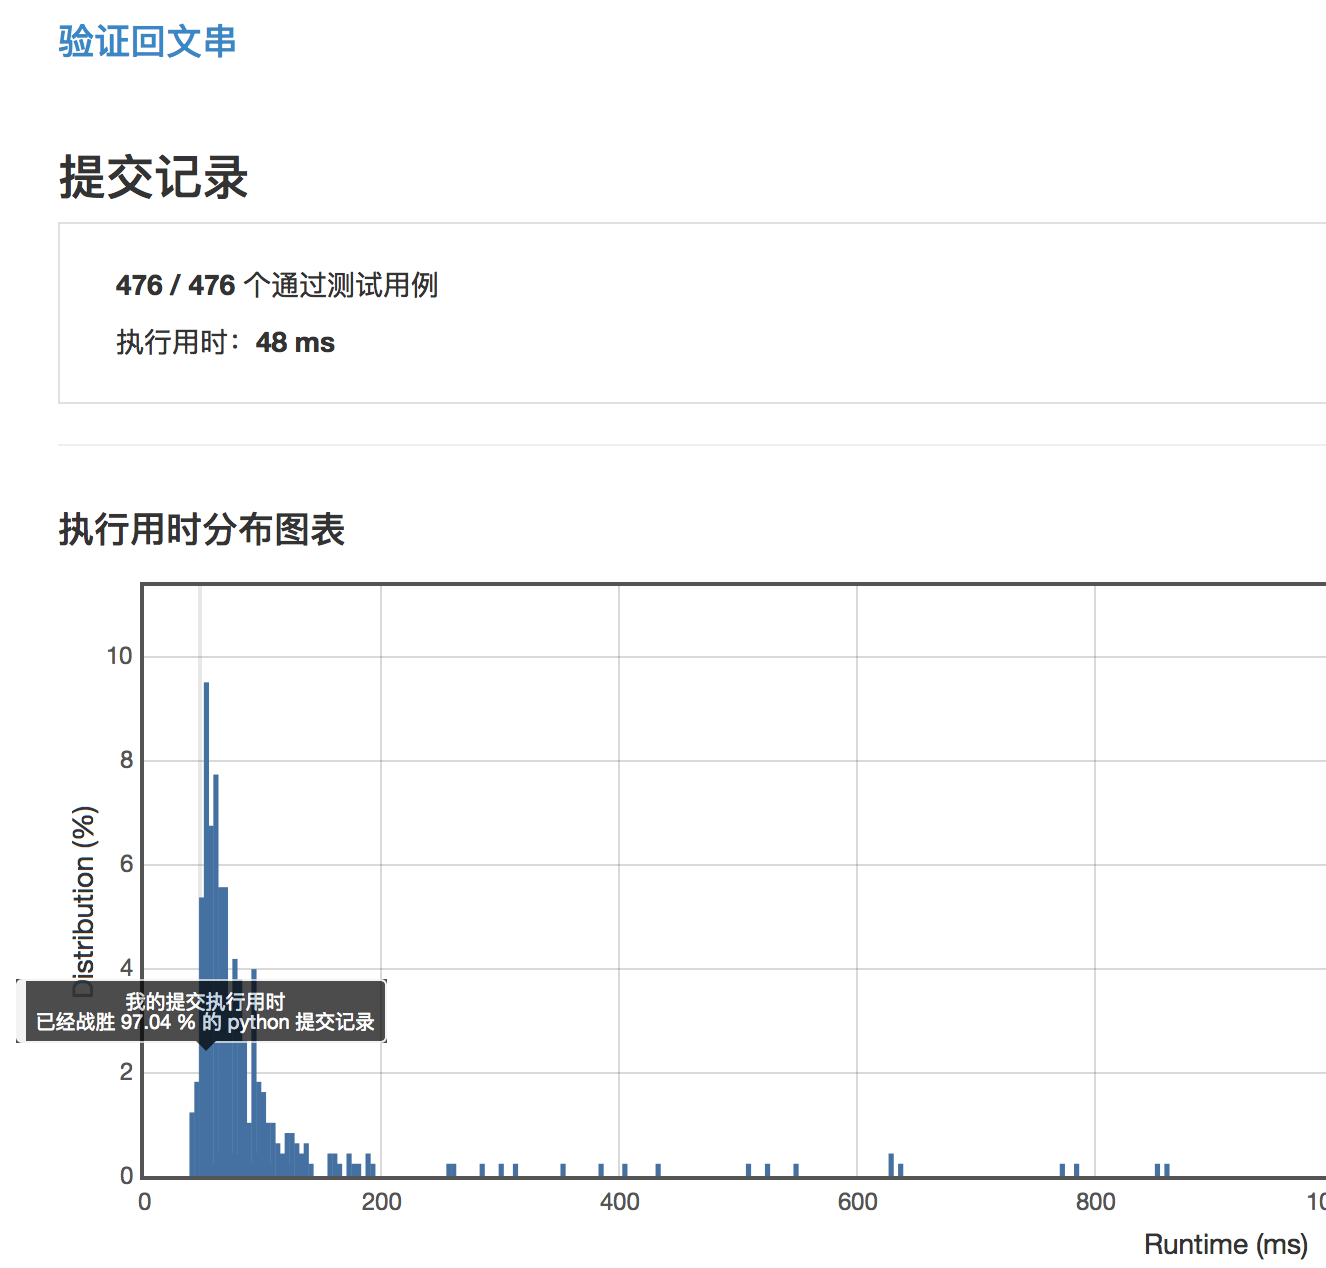 验证回文串
提交记录
476 / 476 个通过测试用例
执行用时：48 ms
执行用时分布图表
10
8
6
4
2
0
Distribution (%)
我的提交执行用时
已经战胜 97.04 % 的 python 提交记录
0
200
400
600
800
Runtime (ms)